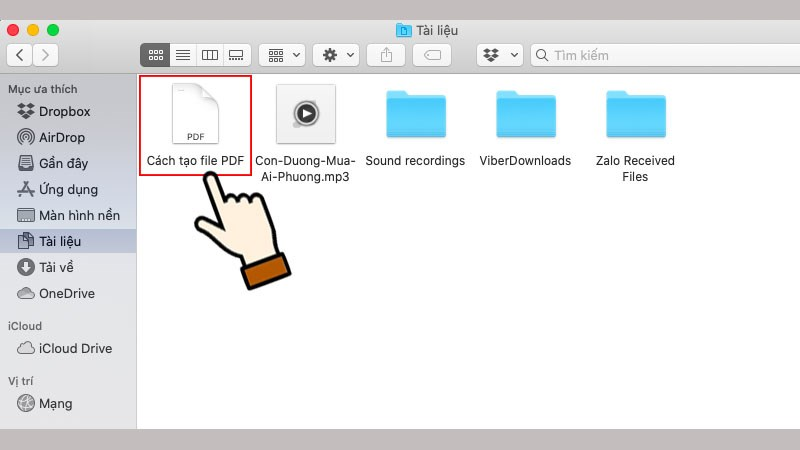 Tài liệu
Tìm kiếm
Mục ưa thích
Dropbox
AirDrop
Gần đây
Ứng dụng
Màn hình nền
Tài liệu
Tải về
OneDrive
iCloud
iCloud Drive
Vị trí
Mạng
PDF
Cách tạo file PDF
Con-Duong-Mua-
Ai-Phuong.mp3
Sound recordings
ViberDownloads
Zalo Received
Files